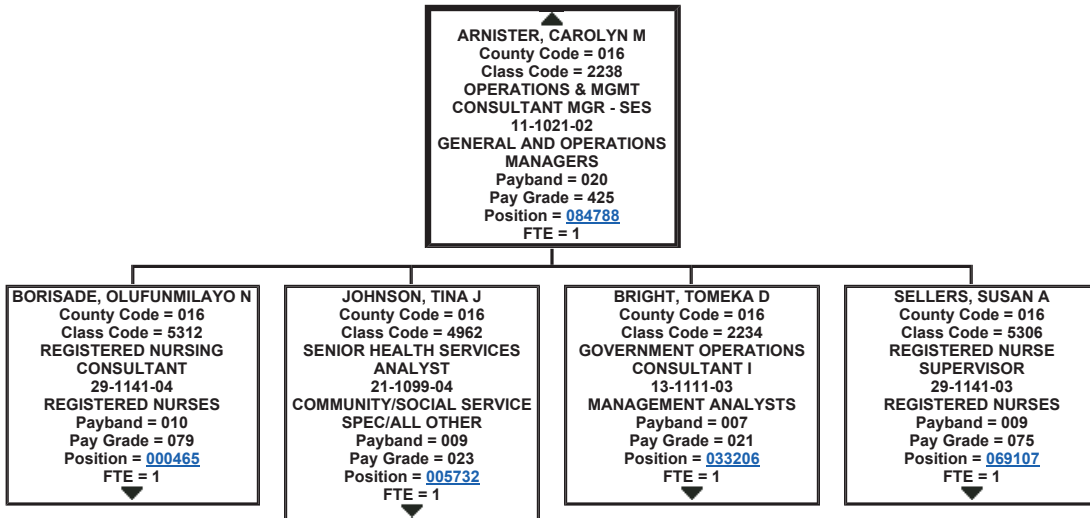 ARNISTER, CAROLYN M
County Code = 016
Class Code = 2238
OPERATIONS & MGMT
CONSULTANT MGR - SES
11-1021-02
GENERAL AND OPERATIONS
MANAGERS
Payband = 020
Pay Grade = 425
Position = 084788
FTE = 1
BORISADE, OLUFUNMILAYO N
County Code = 016
Class Code = 5312
REGISTERED NURSING
CONSULTANT
29-1141-04
REGISTERED NURSES
Payband = 010
Pay Grade = 079
Position = 000465
FTE = 1
JOHNSON, TINA J
County Code = 016
Class Code = 4962
SENIOR HEALTH SERVICES
ANALYST
21-1099-04
COMMUNITY/SOCIAL SERVICE
SPEC/ALL OTHER
Payband = 009
Pay Grade = 023
Position = 005732
FTE = 1
BRIGHT, TOMEKA D
County Code = 016
Class Code = 2234
GOVERNMENT OPERATIONS
CONSULTANT I
13-1111-03
MANAGEMENT ANALYSTS
Payband = 007
Pay Grade = 021
Position = 033206
FTE = 1
SELLERS, SUSAN A
County Code = 016
Class Code = 5306
REGISTERED NURSE
SUPERVISOR
29-1141-03
REGISTERED NURSES
Payband = 009
Pay Grade = 075
Position = 069107
FTE = 1